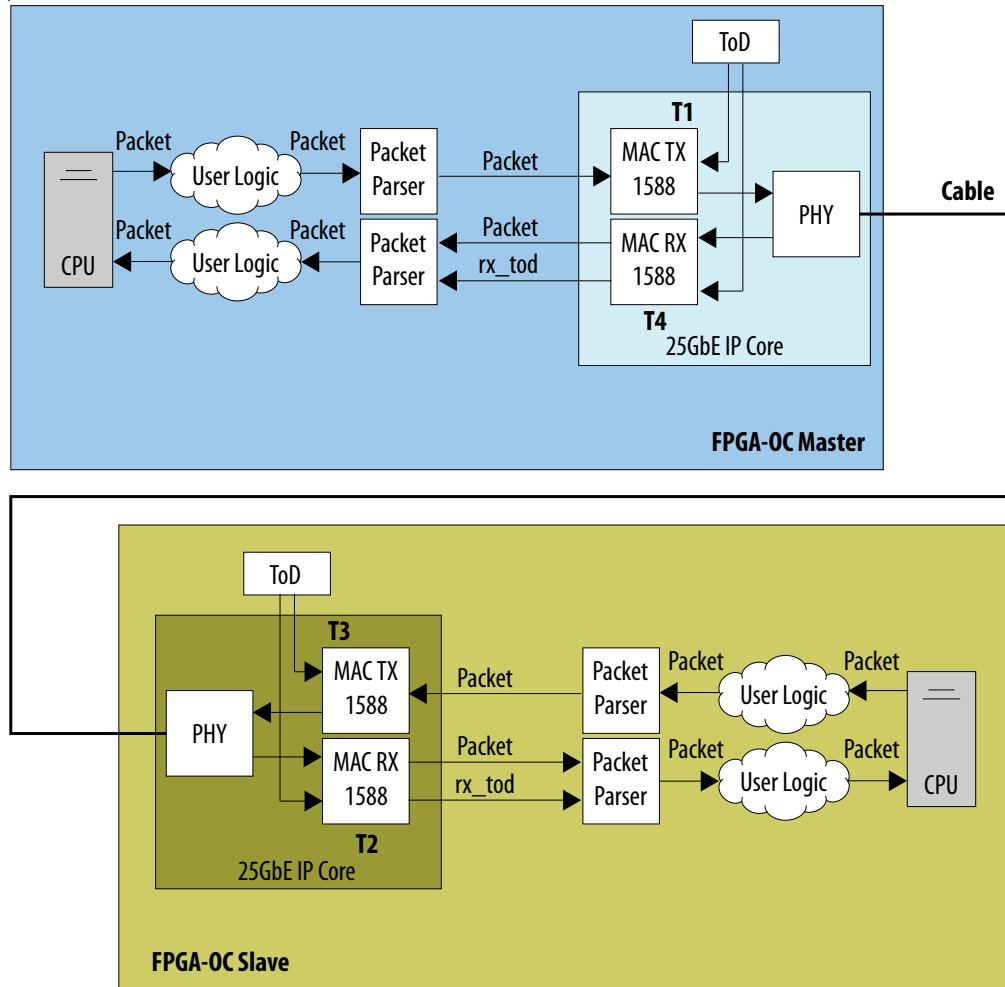 ToD
T1
Packet
Packet
Packet
User Logic
Packet
Parser
MAC TX
1588
PHY
Cable
Packet
Packet
Packet
rx_tod
CPU
User Logic
Packet
Parser
MAC RX
1588
T4
25GbE IP Core
FPGA-OC Master
ToD
T3
MAC TX
1588
Packet
Packet
Parser
Packet
User Logic
Packet
PHY
MAC RX
1588
Packet
rx_tod
Packet
Parser
Packet
User Logic
Packet
CPU
T2
25GbE IP Core
FPGA-OC Slave